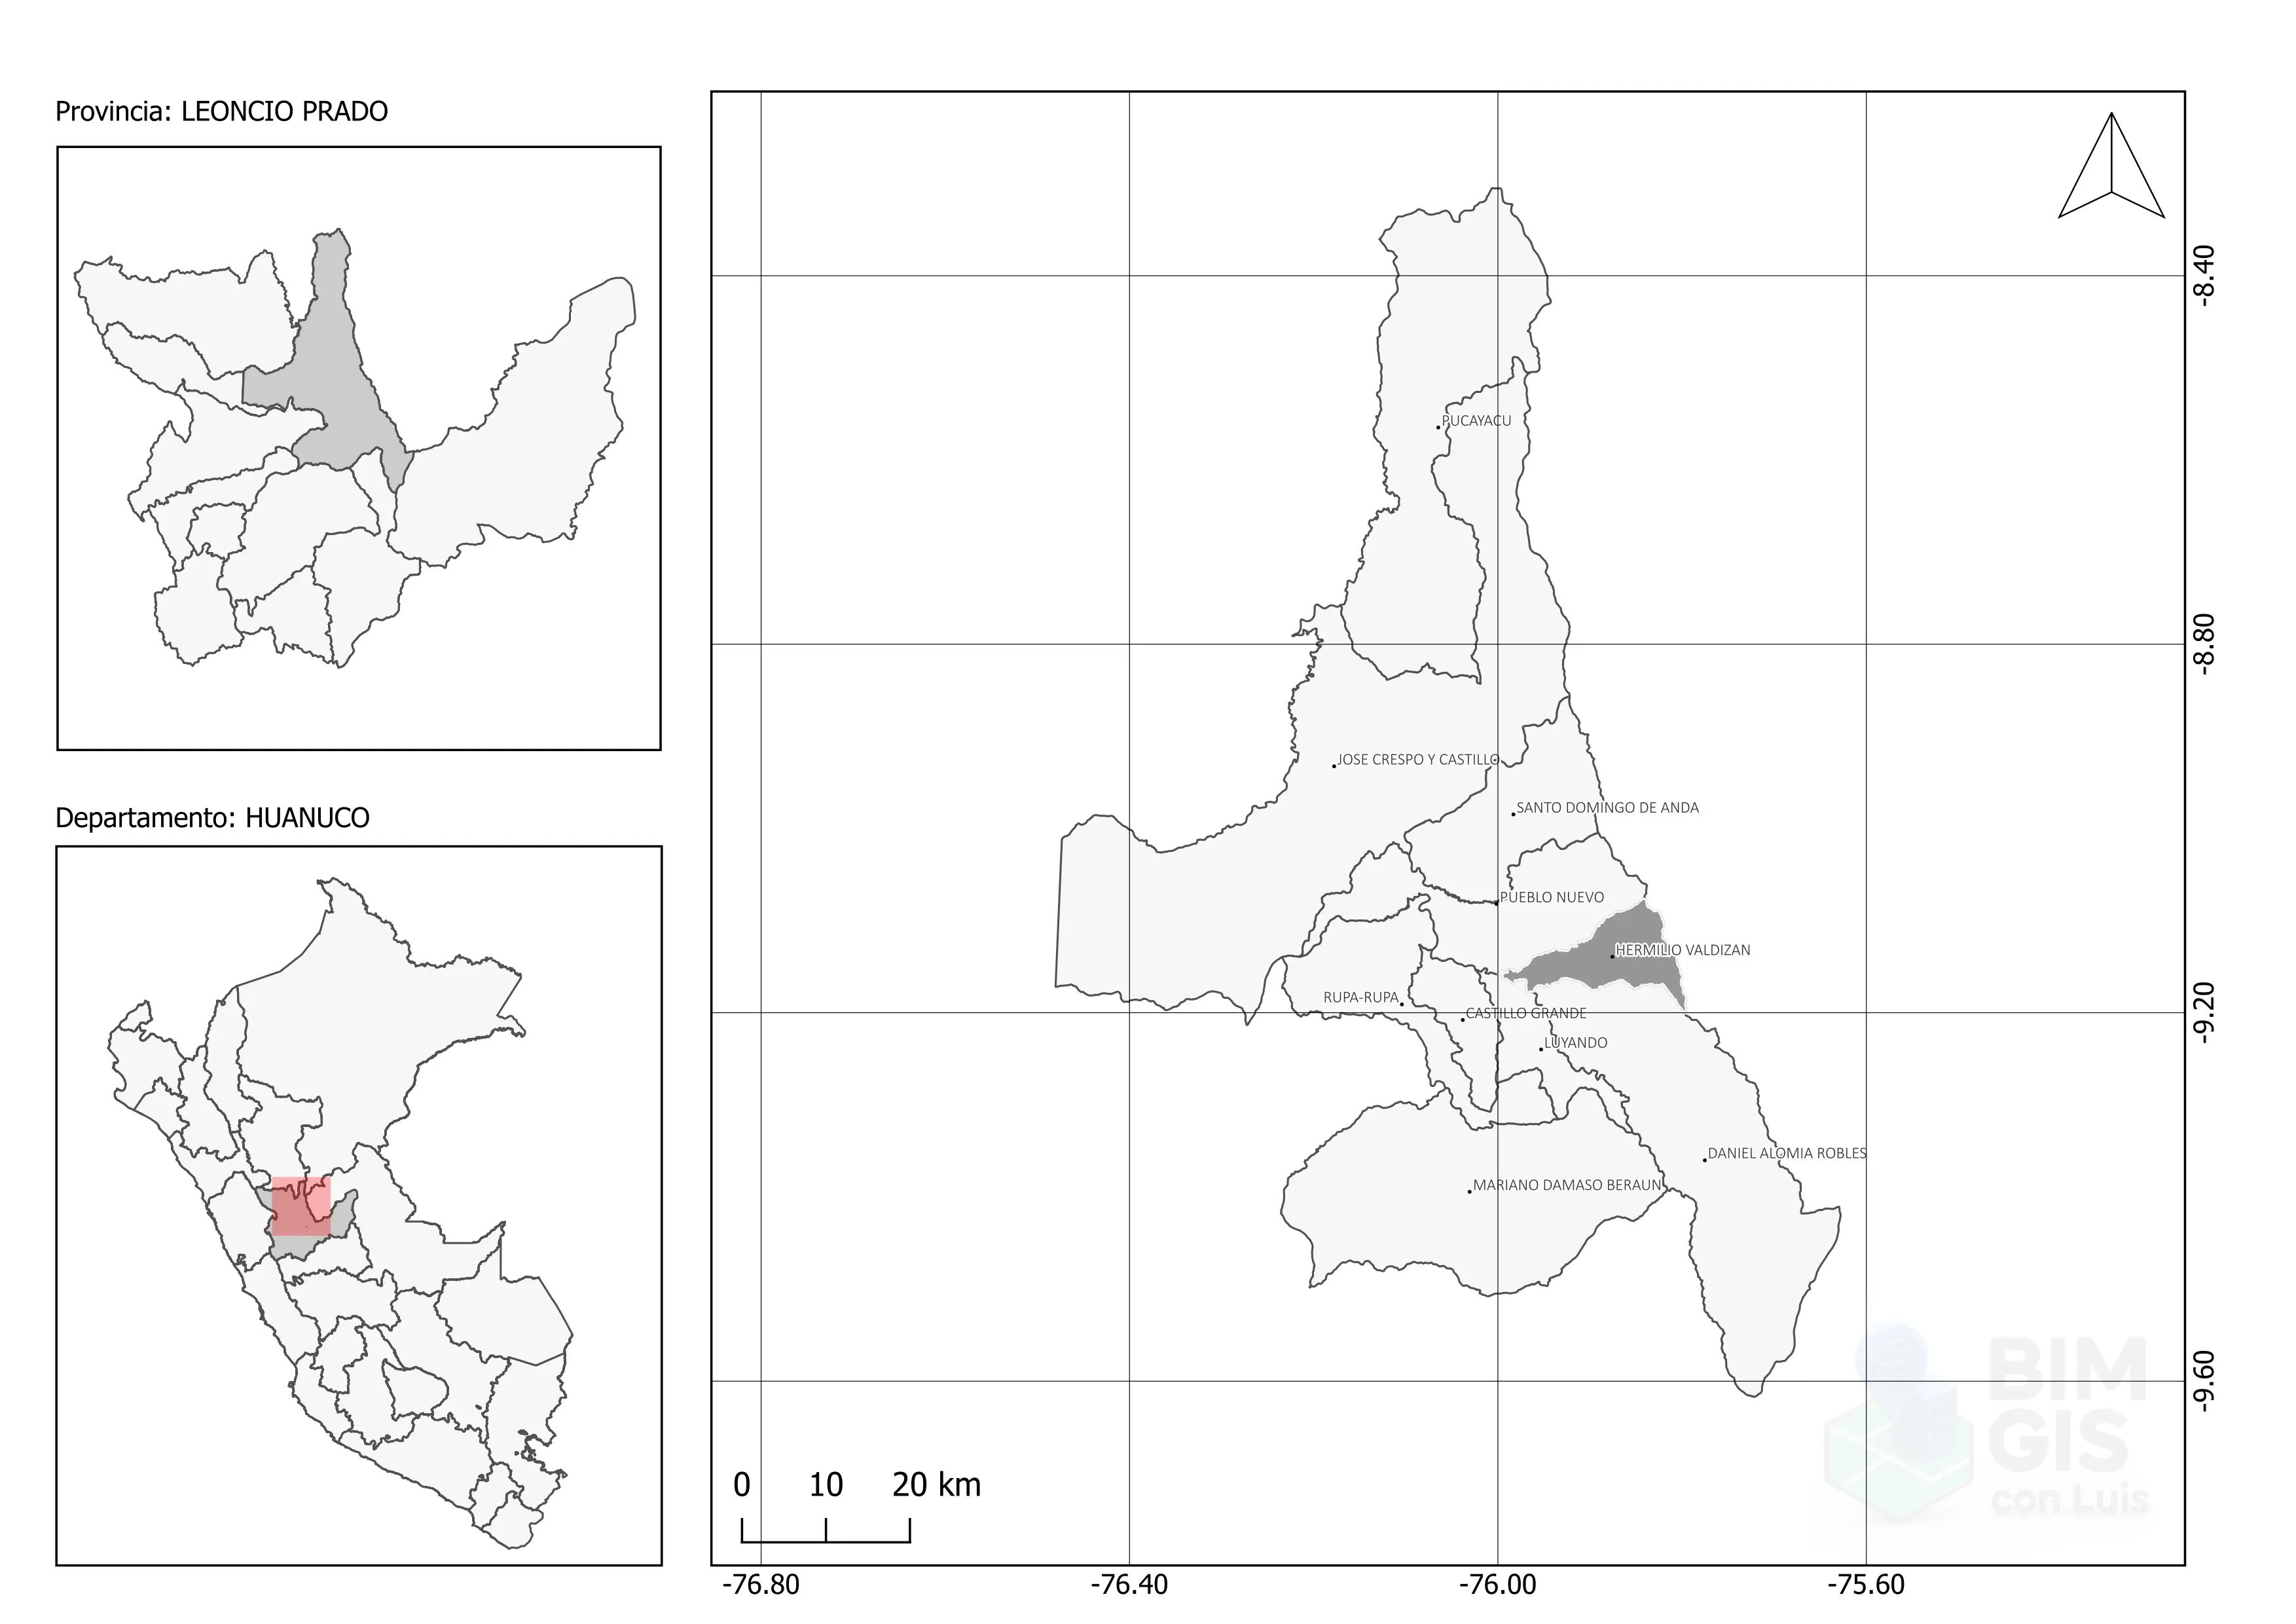 Provincia: LEONCIO PRADO
Departamento: HUANUCO
PUCAYACU
JOSE CRESPO Y CASTILLO
SANTO DOMINGO DE ANDA
PUEBLO NUEVO
HERMILIO VALDIZAN
RUPA-RUPA
CASTILLO GRANDE
LUYANDO
DANIEL ALOMIA ROBLES
MARIANO DAMASO BERAUN
-8.40
-8.80
-9.20
-9.60
0 10 20 km
-76.80 -76.40 -76.00 -75.60
BIM
GIS
con Luis